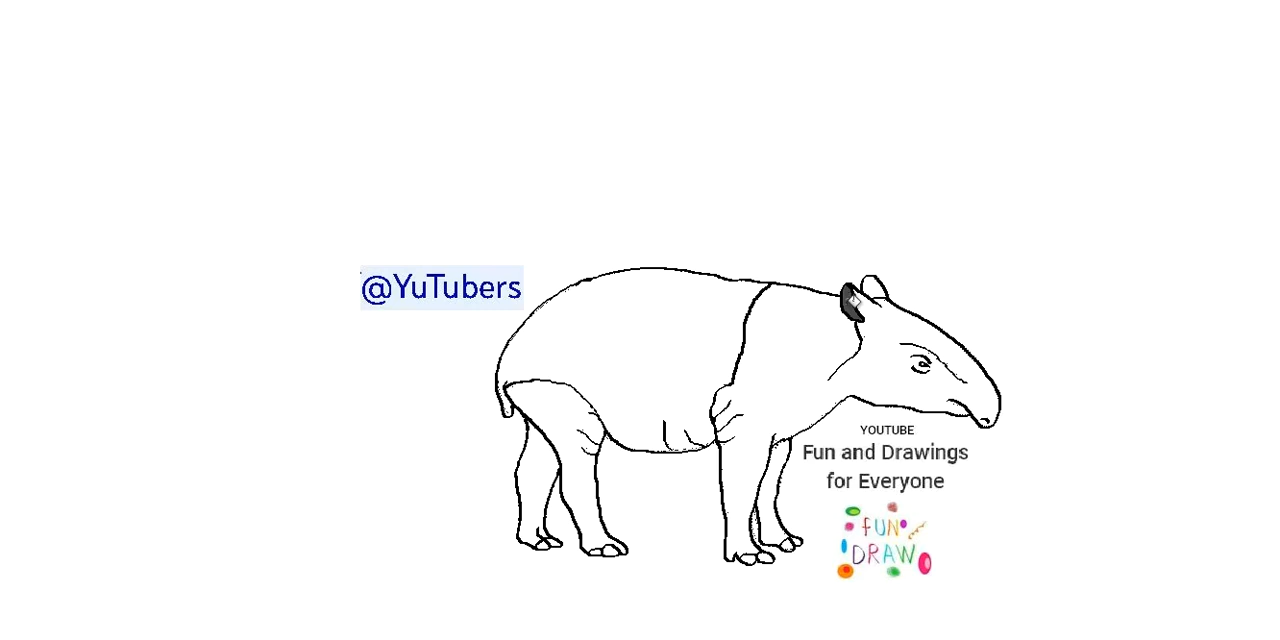 @YuTubers
YOUTUBE
Fun and Drawings
for Everyone
FUN
DRAW